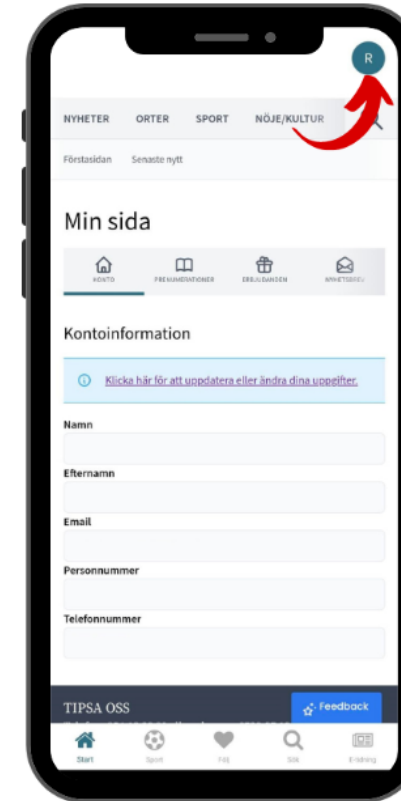 R
NYHETER ORTER SPORT NÖJE/KULTUR
Förstasidan Senaste nytt
Min sida
KONTO PRENUMERATIONER ERBJUDANDEN NYHETSBREV
Kontoinformation
Klicka här för att uppdatera eller ändra dina uppgifter.
Namn
Efternamn
Email
Personnummer
Telefonnummer
TIPSA OSS
Feedback
Start Sport Följ Sök E-tidning